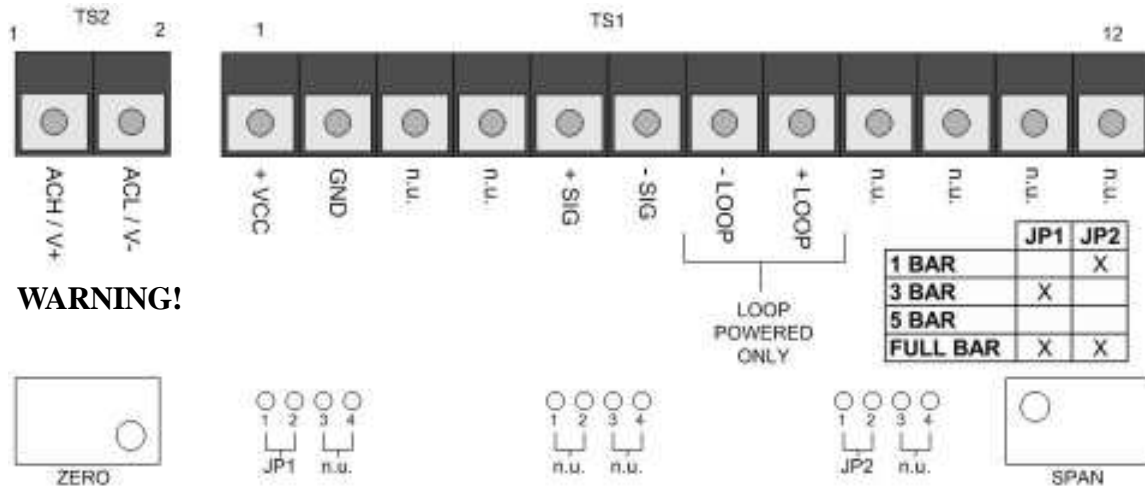 TS2
TS1
1 2
1 12
ACH / V+
ACL / V-
+ VCC
GND
n.u.
n.u.
+ SIG
- SIG
- LOOP
+ LOOP
n.u.
n.u.
n.u.
n.u.
LOOP
POWERED
ONLY
JP1 JP2
1 BAR X
3 BAR X
5 BAR
FULL BAR X X
WARNING!
ZERO
1 2 3 4
JP1 n.u.
1 2 3 4
n.u. n.u.
1 2 3 4
JP2 n.u.
SPAN